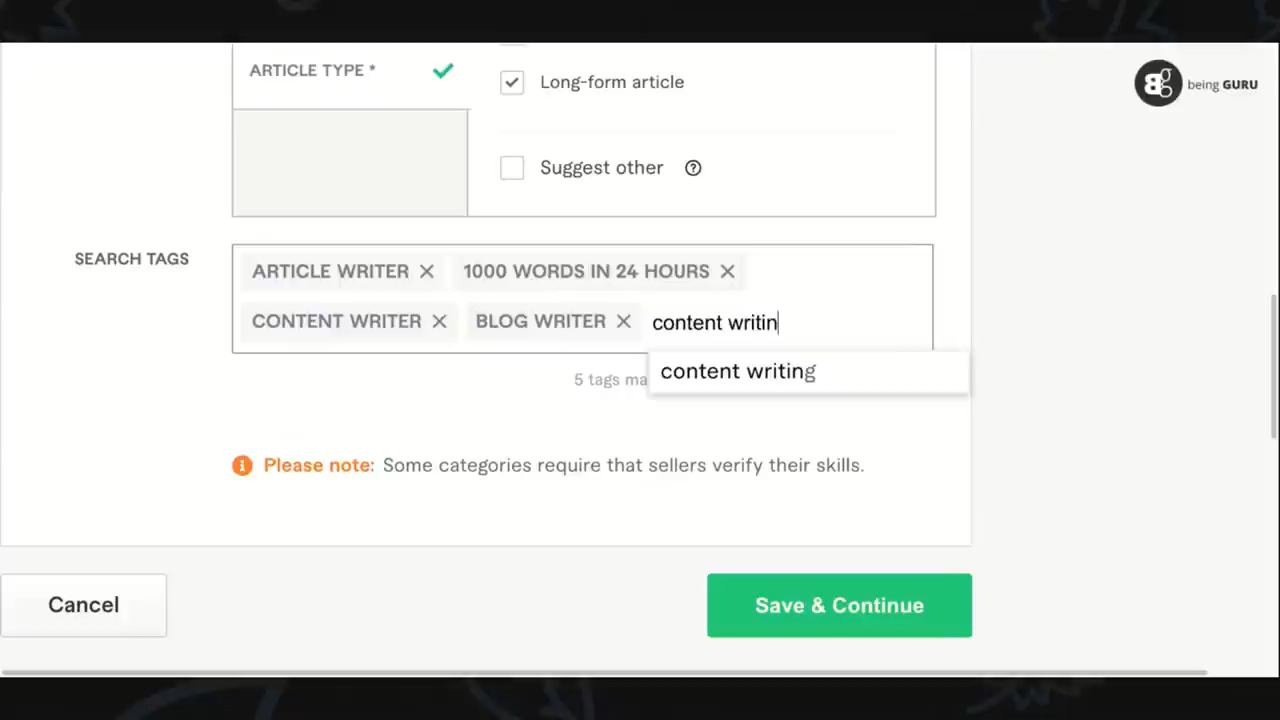 ARTICLE TYPE *
Long-form article
being GURU
Suggest other
SEARCH TAGS
ARTICLE WRITER
1000 WORDS IN 24 HOURS
CONTENT WRITER
BLOG WRITER
content writin
content writing
5 tags
Please note: Some categories require that sellers verify their skills.
Cancel
Save & Continue